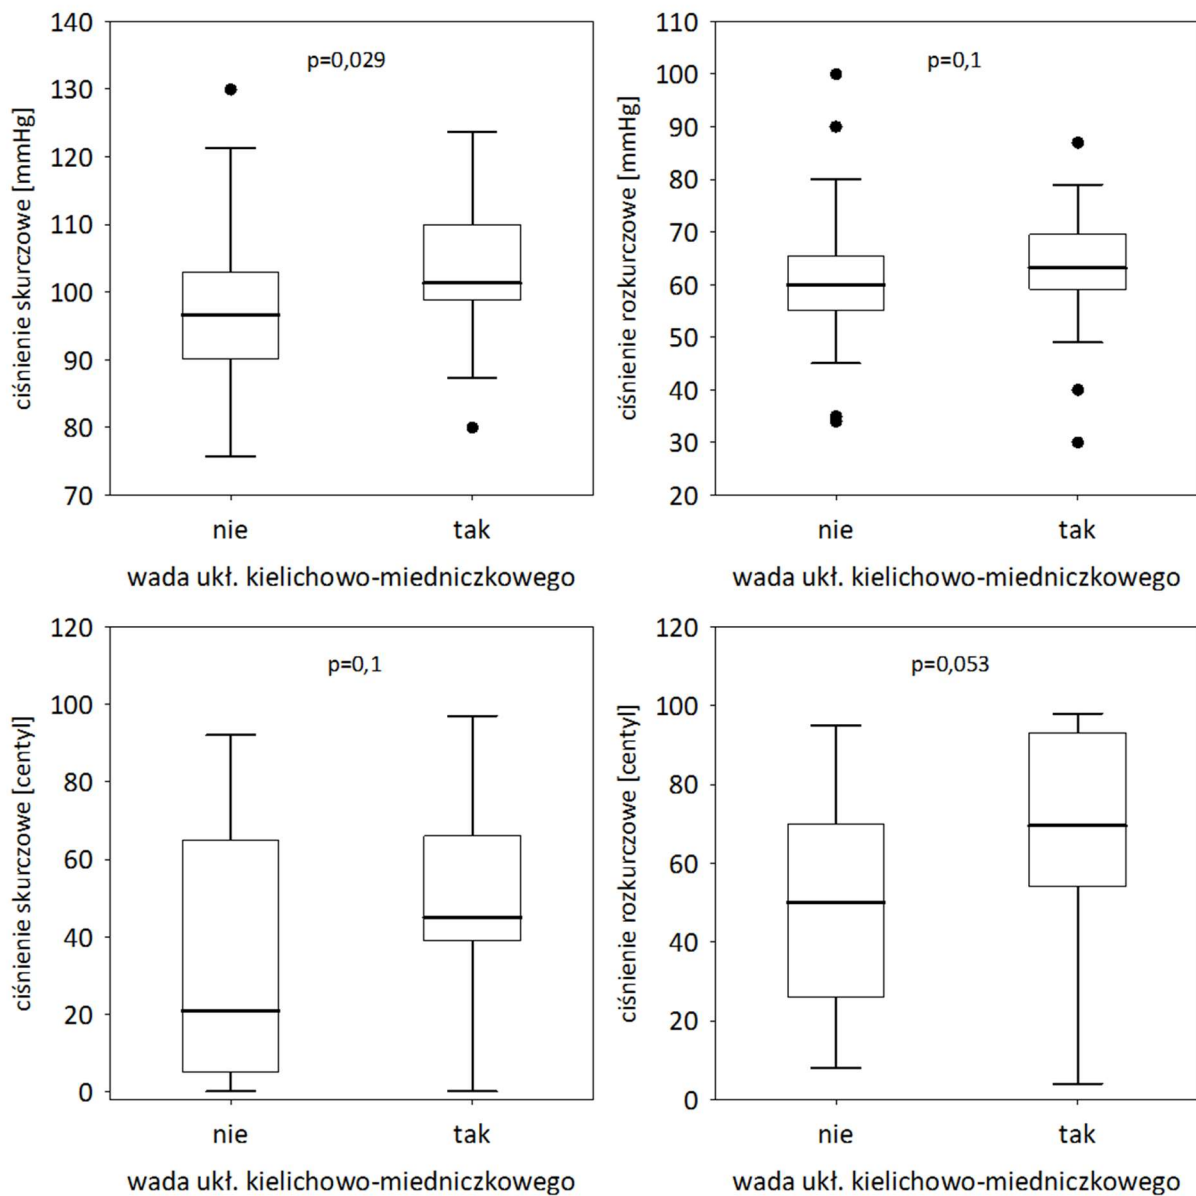 ciśnienie skurczowe [mmHg]
140
130
120
110
100
90
80
70
p=0,029
nie
tak
wada ukł. kielichowo-miedniczkowego
ciśnienie rozkurczowe [mmHg]
110
100
90
80
70
60
50
40
30
20
p=0,1
nie
tak
wada ukł. kielichowo-miedniczkowego
ciśnienie skurczowe [centyl]
120
100
80
60
40
20
0
p=0,1
nie
tak
wada ukł. kielichowo-miedniczkowego
ciśnienie rozkurczowe [centyl]
120
100
80
60
40
20
0
p=0,053
nie
tak
wada ukł. kielichowo-miedniczkowego